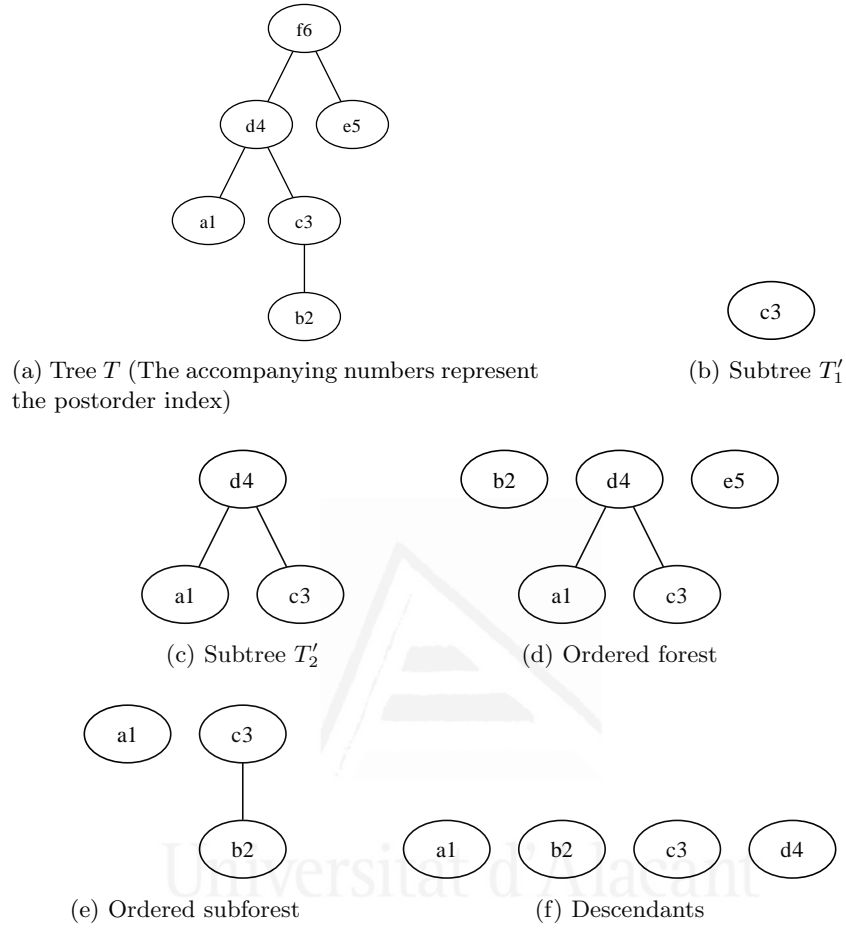 f6
d4 e5
a1 c3
b2
c3
(a) Tree T (The accompanying numbers represent
the postorder index)
(b) Subtree T′₁
d4
a1 c3
(c) Subtree T′₂
b2 d4 e5
a1 c3
(d) Ordered forest
a1 c3
b2
(e) Ordered subforest
a1 b2 c3 d4
(f) Descendants
Universitat d'Alacant